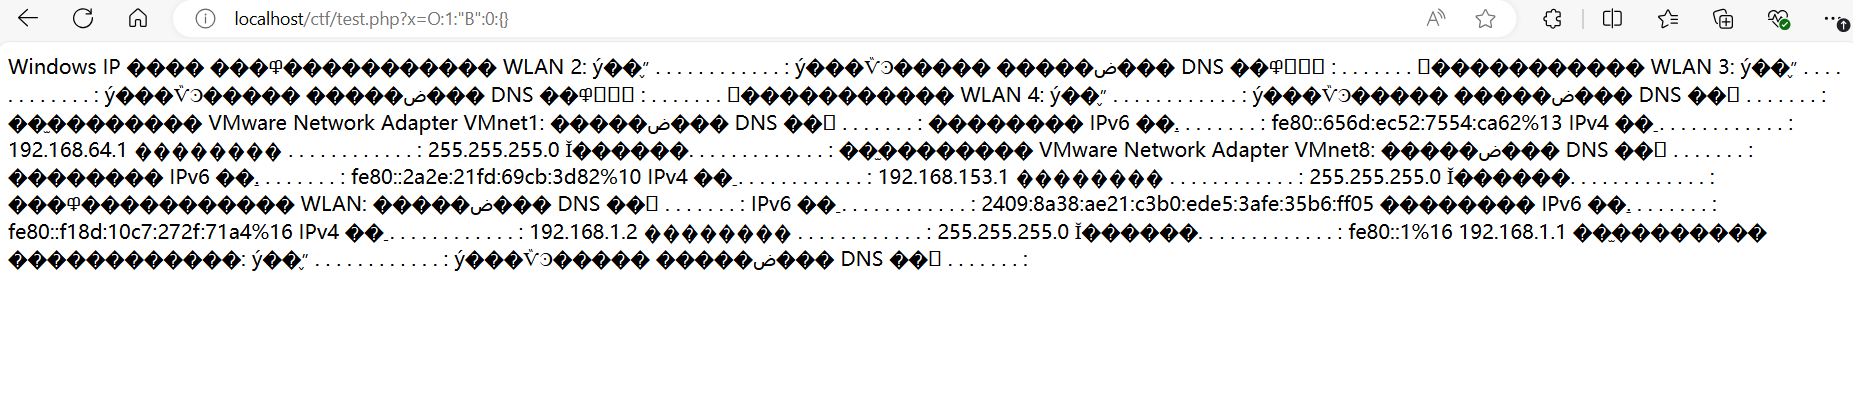 localhost/ctf/test.php?x=O:1:"B":0:{}
Windows IP ���� ���ዋ����������� WLAN 2: ý��ˬ . . . . . . . . . . . . : ý���ѶϿ����� �����ض��� DNS ��ዋ : . . . . . . . ����������� WLAN 3: ý��ˬ . . . .
. . . . . . . . : ý���ѶϿ����� �����ض��� DNS �� : . . . . . . . ����������� WLAN 4: ý��ˬ . . . . . . . . . . . . : ý���ѶϿ����� �����ض��� DNS �� . . . . . . . :
���������� VMware Network Adapter VMnet1: �����ض��� DNS �� . . . . . . . : �������� IPv6 ��. . . . . . . . : fe80::656d:ec52:7554:ca62%13 IPv4 �� . . . . . . . . . . . . :
192.168.64.1 �������� . . . . . . . . . . . . : 255.255.255.0 Ĭ������. . . . . . . . . . . . . : ���������� VMware Network Adapter VMnet8: �����ض��� DNS �� . . . . . . . :
�������� IPv6 ��. . . . . . . . : fe80::2a2e:21fd:69cb:3d82%10 IPv4 �� . . . . . . . . . . . . : 192.168.153.1 �������� . . . . . . . . . . . . : 255.255.255.0 Ĭ������. . . . . . . . . . . . . :
����������� WLAN: �����ض��� DNS �� . . . . . . . : IPv6 �� . . . . . . . . . . . . : 2409:8a38:ae21:c3b0:ede5:3afe:35b6:ff05 �������� IPv6 ��. . . . . . . . :
fe80::f18d:10c7:272f:71a4%16 IPv4 �� . . . . . . . . . . . . : 192.168.1.2 �������� . . . . . . . . . . . . : 255.255.255.0 Ĭ������. . . . . . . . . . . . . : fe80::1%16 192.168.1.1 ����������
������������: ý��ˬ . . . . . . . . . . . . : ý���ѶϿ����� �����ض��� DNS �� . . . . . . . :